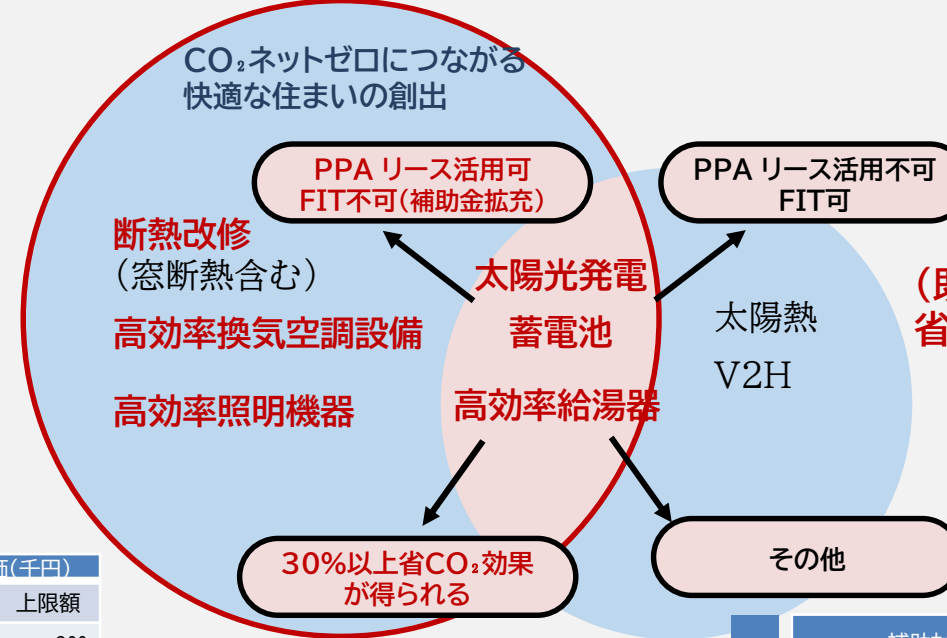 CO₂ネットゼロにつながる
快適な住まいの創出
PPA リース活用可
FIT不可(補助金拡充)
PPA リース活用不可
FIT可
断熱改修
（窓断熱含む）
高効率換気空調設備
高効率照明機器
太陽光発電
蓄電池
高効率給湯器
太陽熱
V2H
省
30%以上省CO₂効果
が得られる
その他
(千円)
上限額